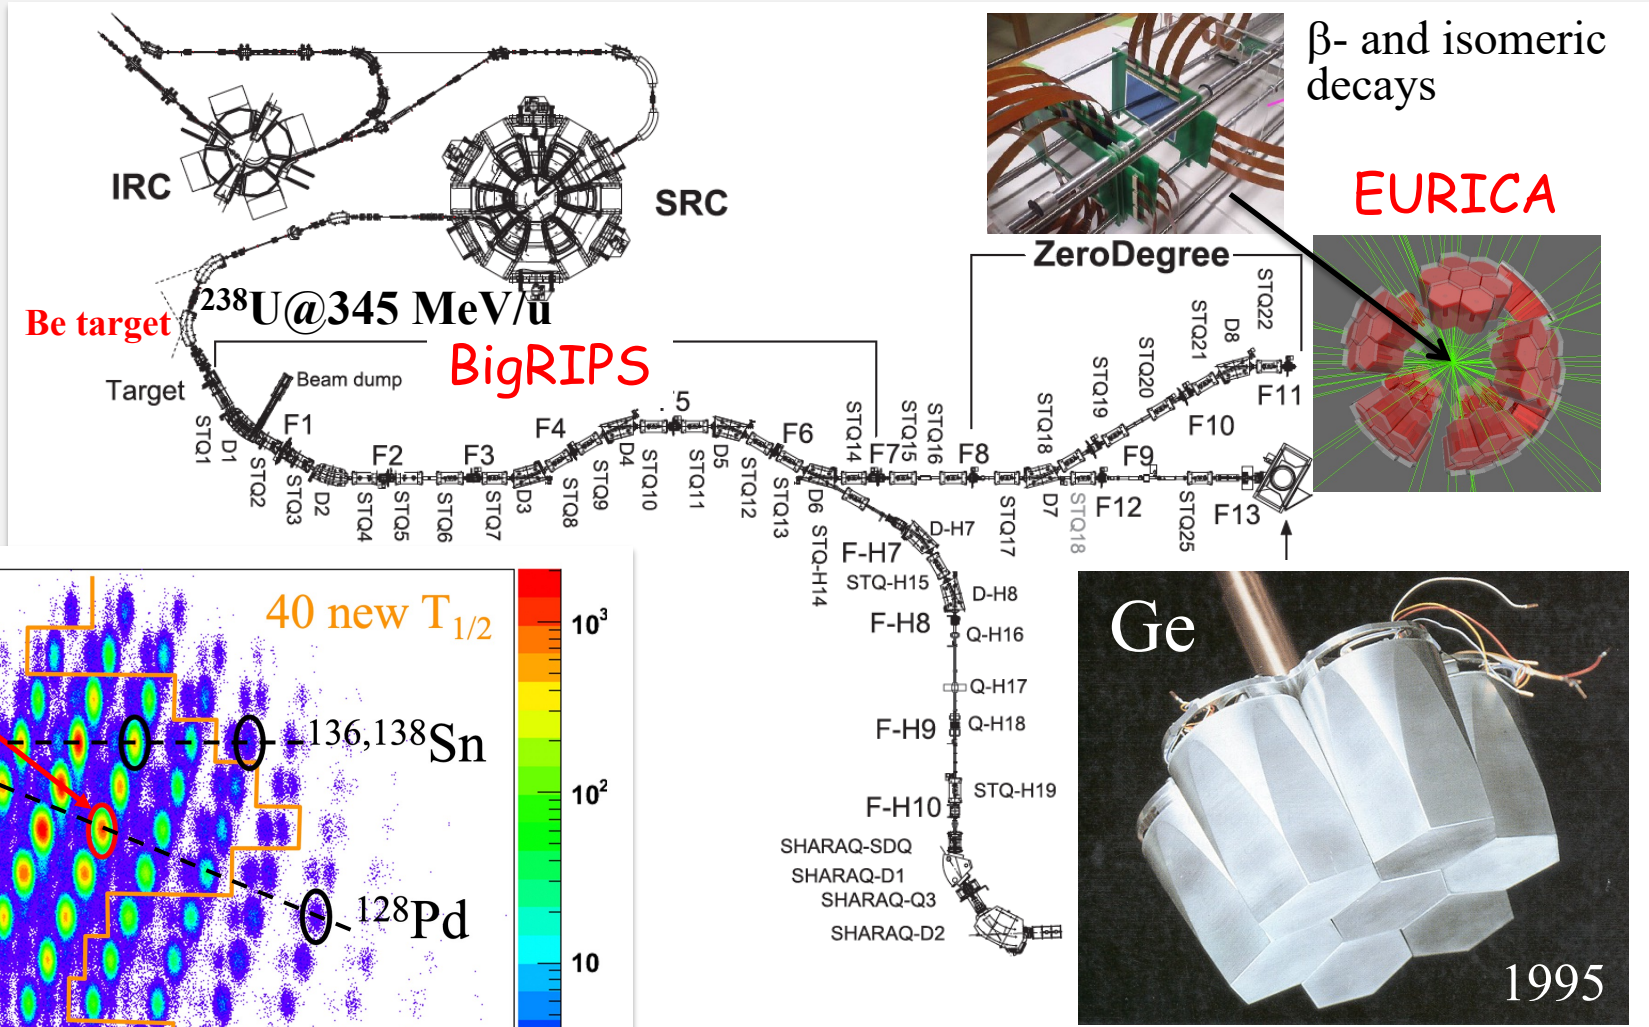 β- and isomeric
decays
EURICA
IRC
SRC
ZeroDegree
²³⁸U@345 MeV/u
Be target
BigRIPS
Target
Beam dump
STQ1
D1
STQ2
F1
STQ3
D2
F2
STQ4
STQ5
F3
STQ6
STQ7
D3
F4
STQ8
STQ9
D4
STQ10
. 5
STQ11
D5
STQ12
F6
STQ13
D6
STQ-H14
STQ14
F7
STQ15
STQ16
F8
STQ17
STQ18
D7
STQ18
STQ19
F9
STQ20
F10
STQ21
D8
STQ22
F11
F12
STQ25
F13
D-H7
F-H7
STQ-H15
D-H8
F-H8
Q-H16
Q-H17
F-H9
Q-H18
STQ-H19
F-H10
SHARAQ-SDQ
SHARAQ-D1
SHARAQ-Q3
SHARAQ-D2
40 new T₁/₂
10³
10²
10
¹³⁶,¹³⁸Sn
¹²⁸Pd
Ge
1995